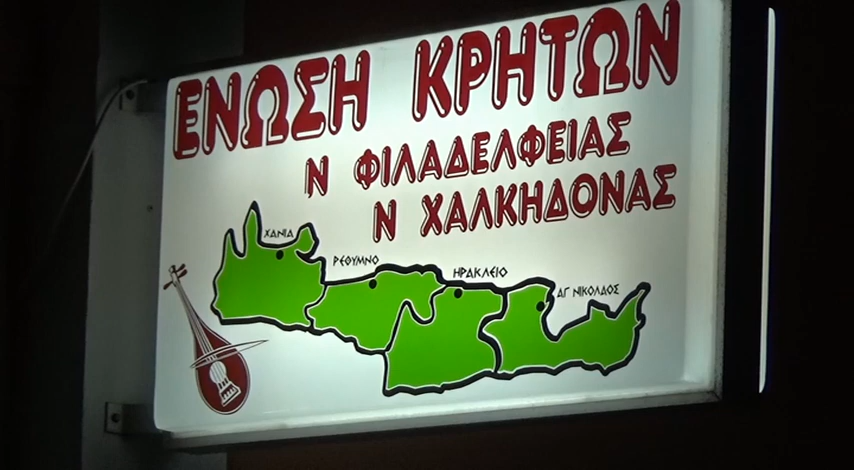 ΕΝΩΣΗ ΚΡΗΤΩΝ
Ν ΦΙΛΑΔΕΛΦΕΙΑΣ
Ν ΧΑΛΚΗΔΟΝΑΣ
ΧΑΝΙΑ
ΡΕΘΥΜΝΟ
ΗΡΑΚΛΕΙΟ
ΑΓ ΝΙΚΟΛΑΟΣ